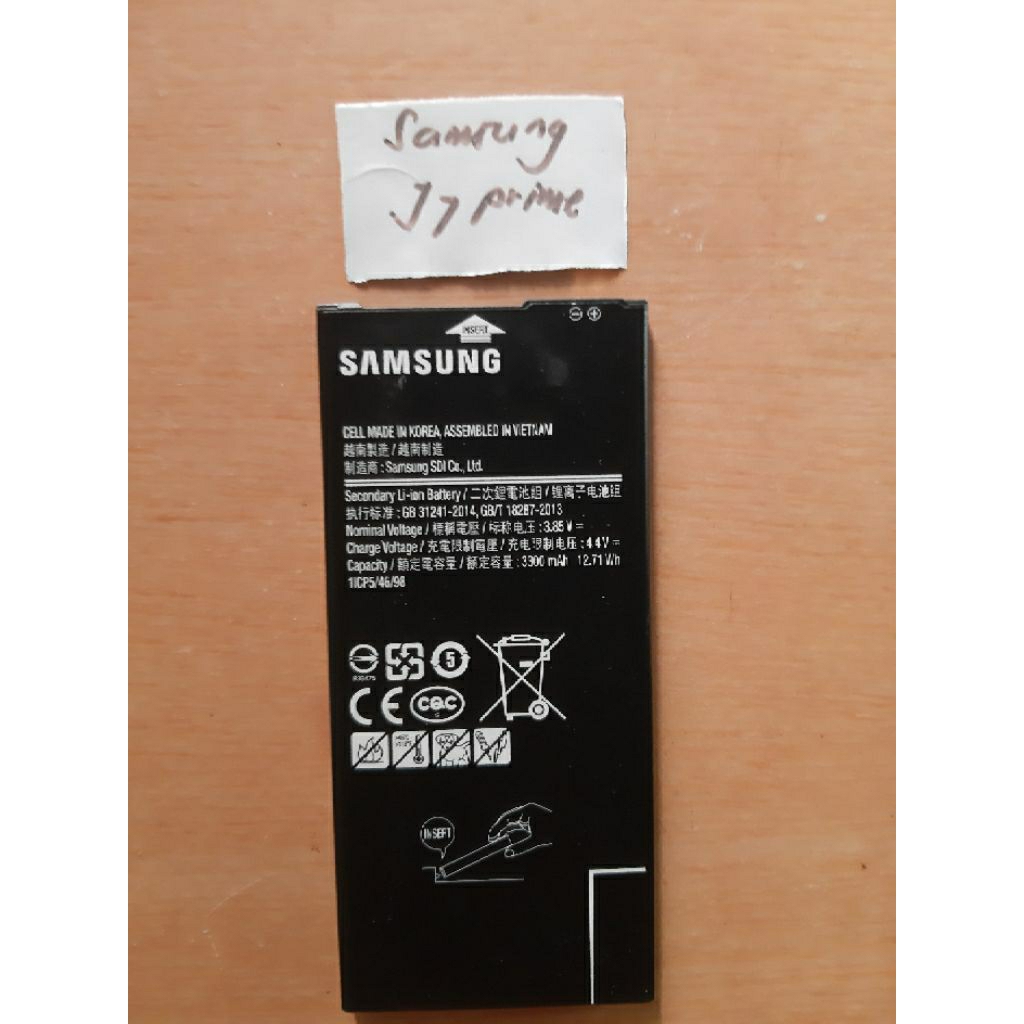 Samsung
J7 prime
INSERT
SAMSUNG
CELL MADE IN KOREA, ASSEMBLED IN VIETNAM
越南製造 / 越南制造
制造商 : Samsung SDI Co., Ltd.
Secondary Li-ion Battery / 二次鋰電池組 / 锂离子电池组
执行标准 : GB 31241-2014, GB/T 18287-2013
Nominal Voltage / 標稱電壓 / 标称电压 : 3.85 V ⎓
Charge Voltage / 充電限制電壓 / 充电限制电压 : 4.4 V ⎓
Capacity / 額定電容量 / 额定容量 : 3300 mAh 12.71 Wh
1ICP5/46/98
5
CE CQC
INSERT